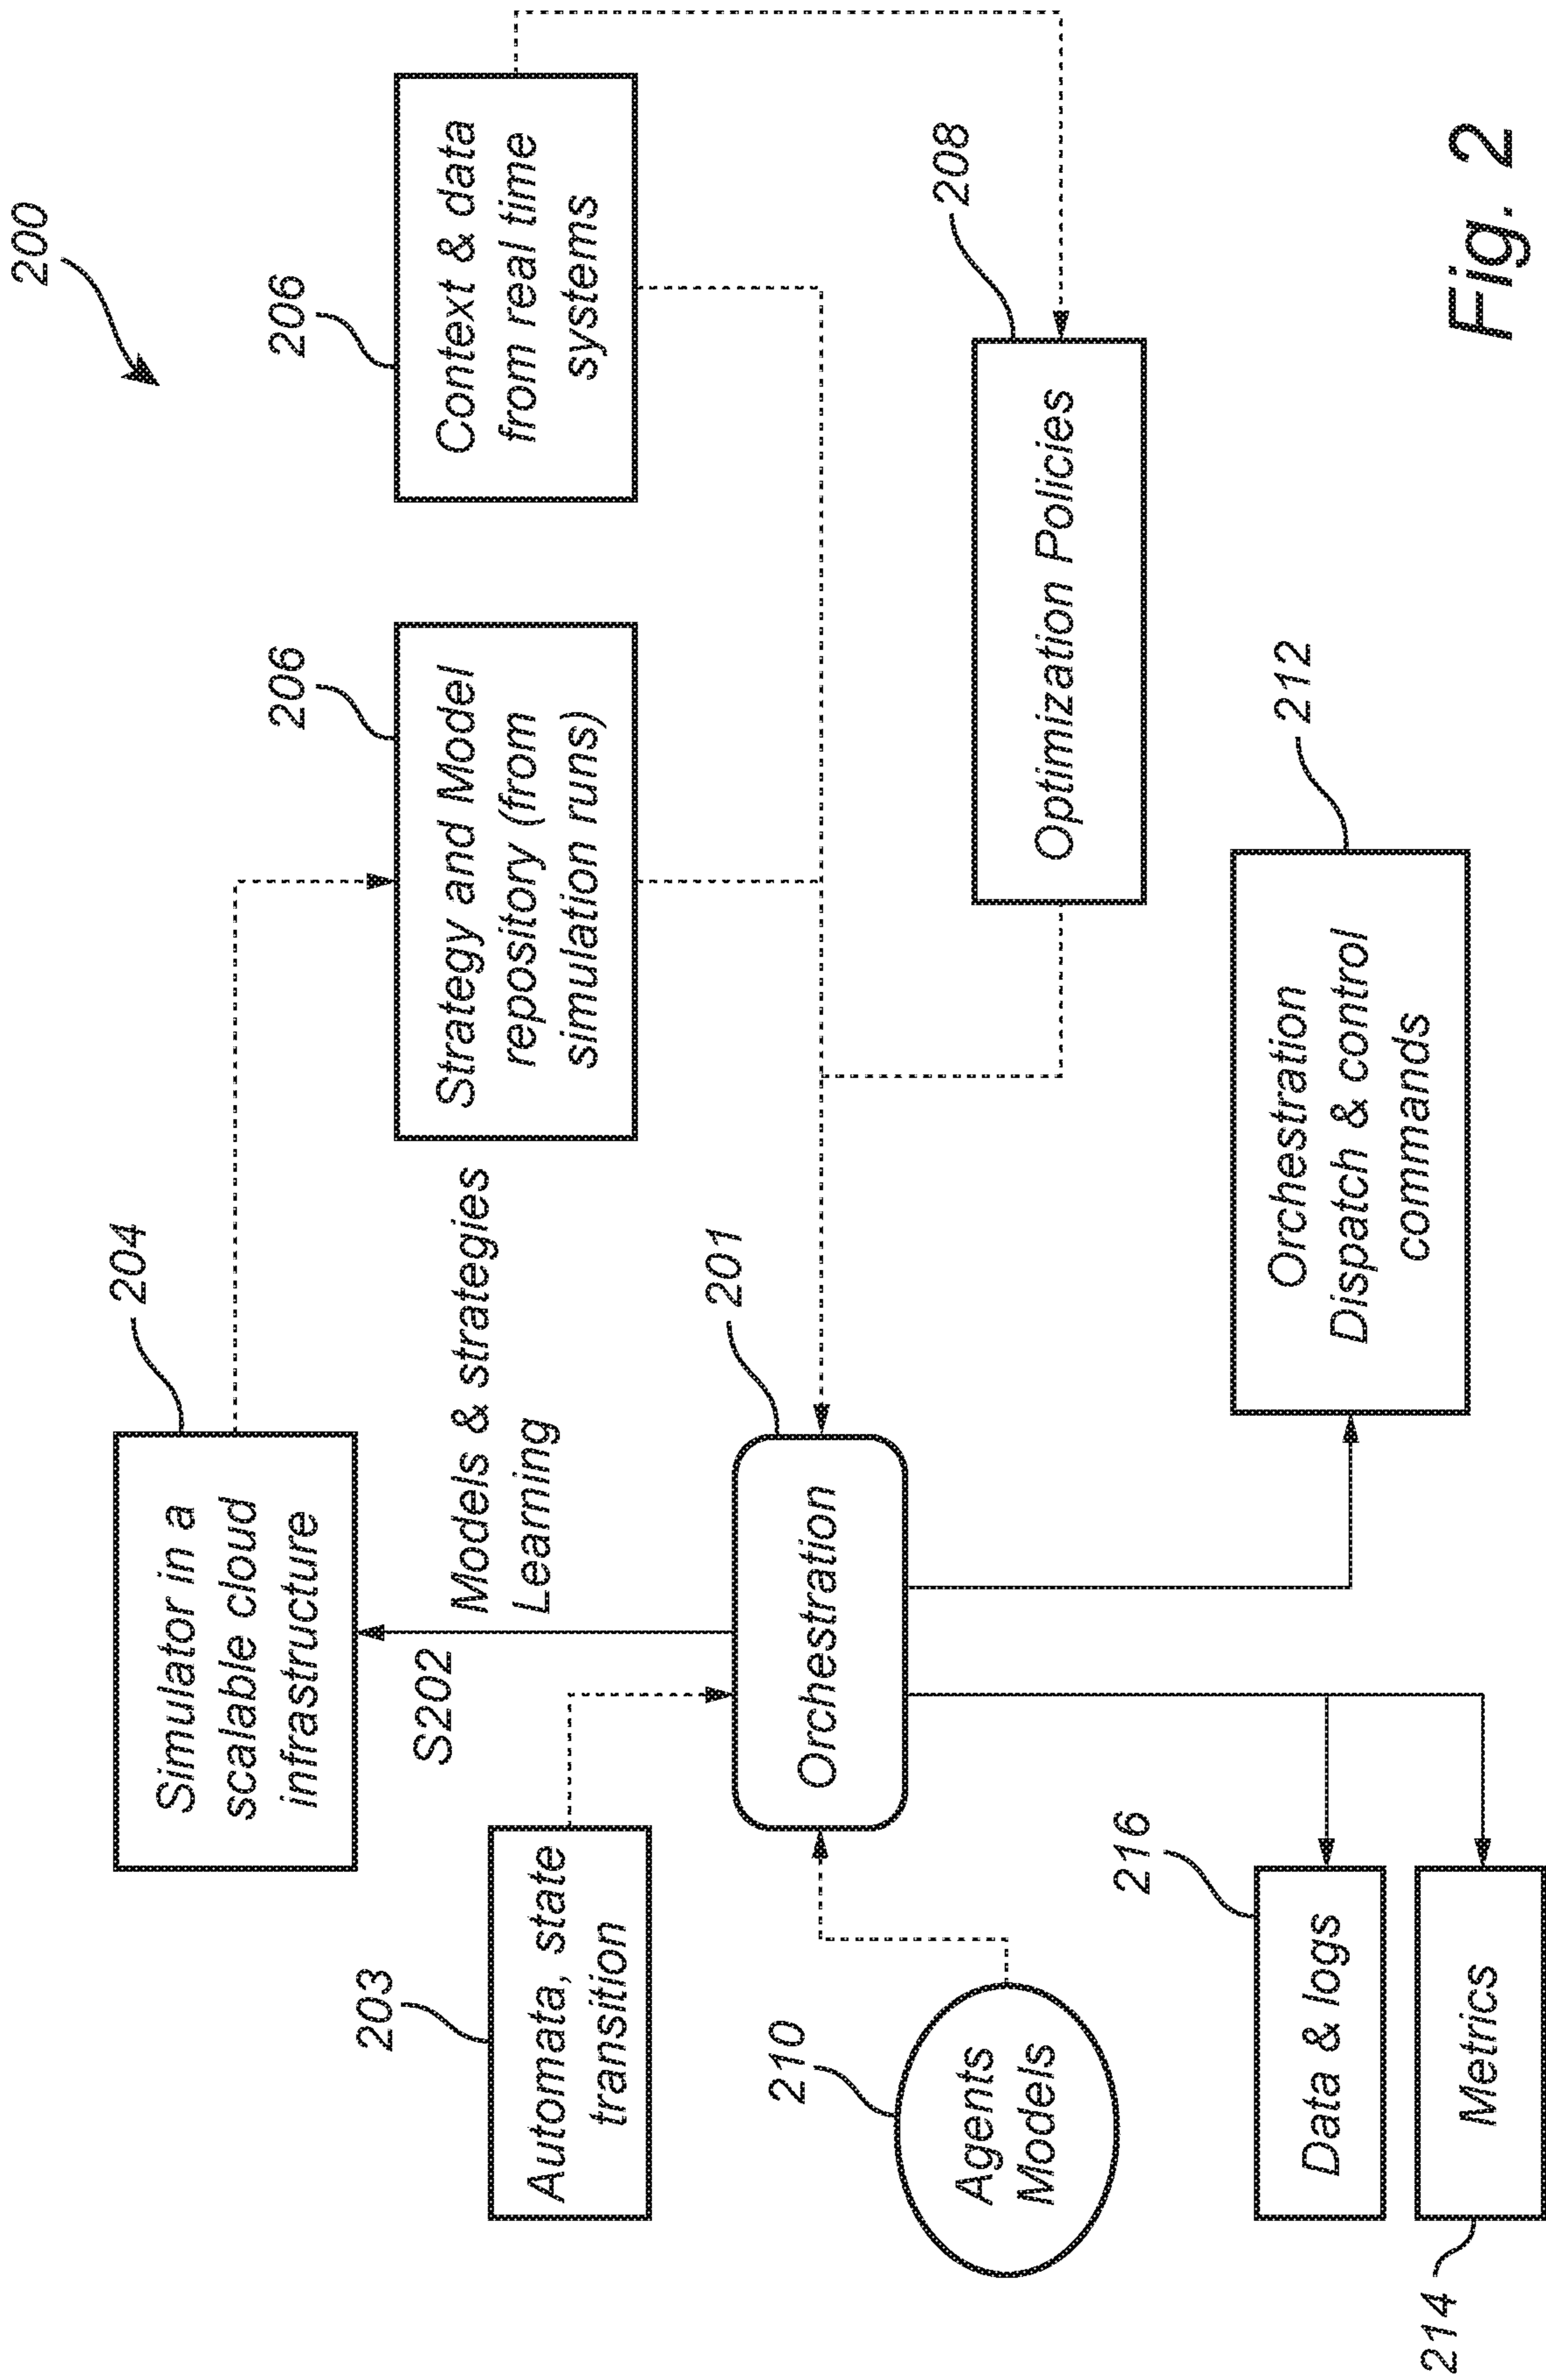 200
204
Simulator in a
scalable cloud
infrastructure
206
Strategy and Model
repository (from
simulation runs)
206
Context & data
from real time
systems
203
Automata, state
transition
S202
Models & strategies
Learning
201
Orchestration
208
Optimization Policies
210
Agents
Models
216
Data & logs
214
Metrics
212
Orchestration
Dispatch & control
commands
Fig. 2